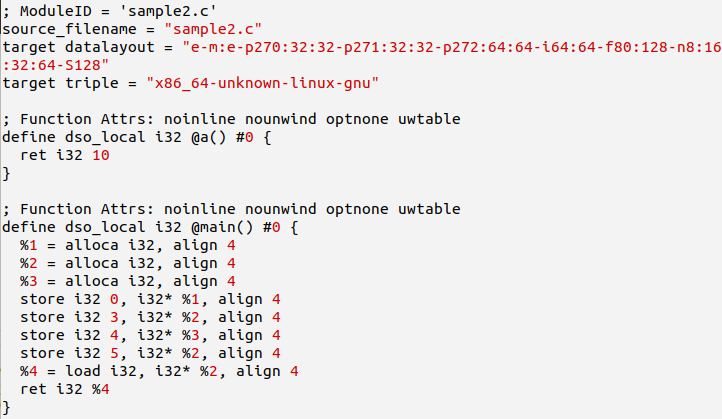 ; ModuleID = 'sample2.c'
source_filename = "sample2.c"
target datalayout = "e-m:e-p270:32:32-p271:32:32-p272:64:64-i64:64-f80:128-n8:16
:32:64-S128"
target triple = "x86_64-unknown-linux-gnu"

; Function Attrs: noinline nounwind optnone uwtable
define dso_local i32 @a() #0 {
  ret i32 10
}

; Function Attrs: noinline nounwind optnone uwtable
define dso_local i32 @main() #0 {
  %1 = alloca i32, align 4
  %2 = alloca i32, align 4
  %3 = alloca i32, align 4
  store i32 0, i32* %1, align 4
  store i32 3, i32* %2, align 4
  store i32 4, i32* %3, align 4
  store i32 5, i32* %2, align 4
  %4 = load i32, i32* %2, align 4
  ret i32 %4
}